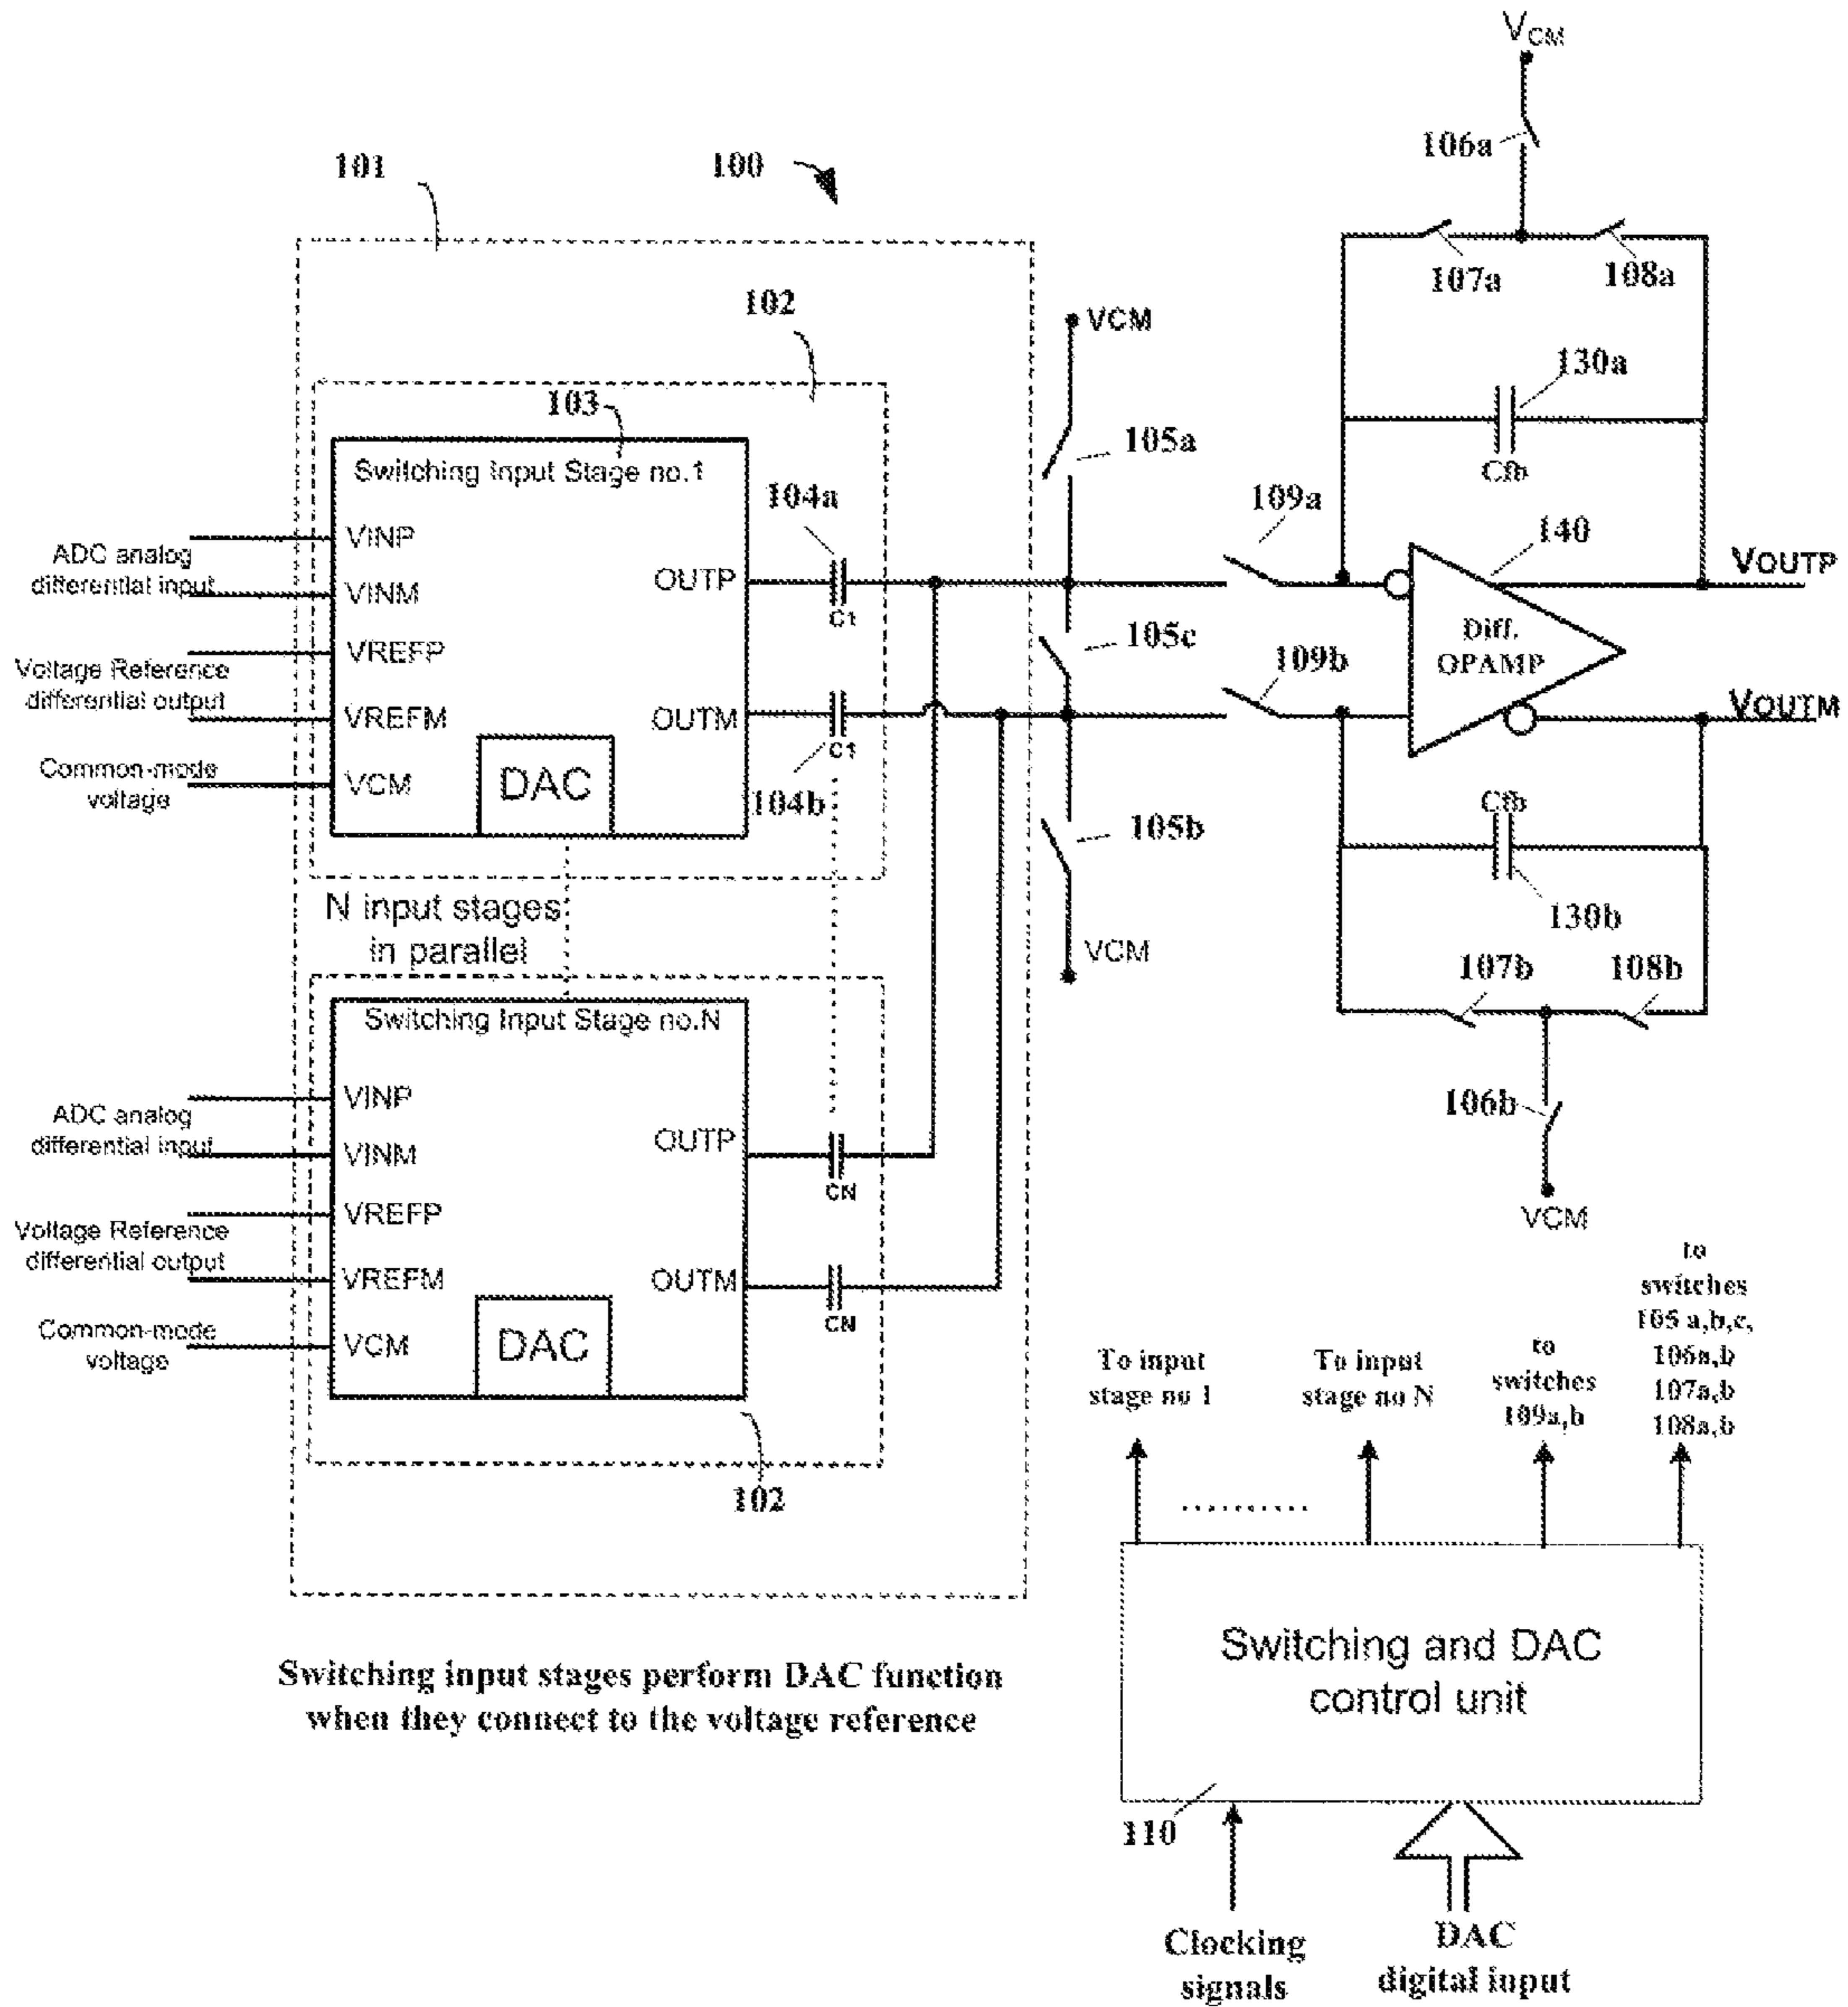 VCM
106a
101
100
107a
108a
102
VCM
130a
103
105a
Cfb
Switching Input Stage no.1
104a
109a
140
ADC analog
differential input
VINP
VINM
OUTP
C1
VOUTP
Voltage Reference
differential output
VREFP
VREFM
105c
109b
Diff.
OPAMP
OUTM
C1
VOUTM
Common-mode
voltage
VCM
DAC
104b
105b
Cfb
130b
N input stages
in parallel
VCM
107b
108b
Switching Input Stage no.N
ADC analog
differential input
VINP
VINM
OUTP
CN
106b
VCM
Voltage Reference
differential output
VREFP
VREFM
OUTM
CN
Common-mode
voltage
VCM
DAC
102
To input
stage no 1
To input
stage no N
to
switches
109a,b
to
switches
105 a,b,c,
106a,b
107a,b
108a,b
Switching and DAC
control unit
110
Switching input stages perform DAC function
when they connect to the voltage reference
Clocking
signals
DAC
digital input